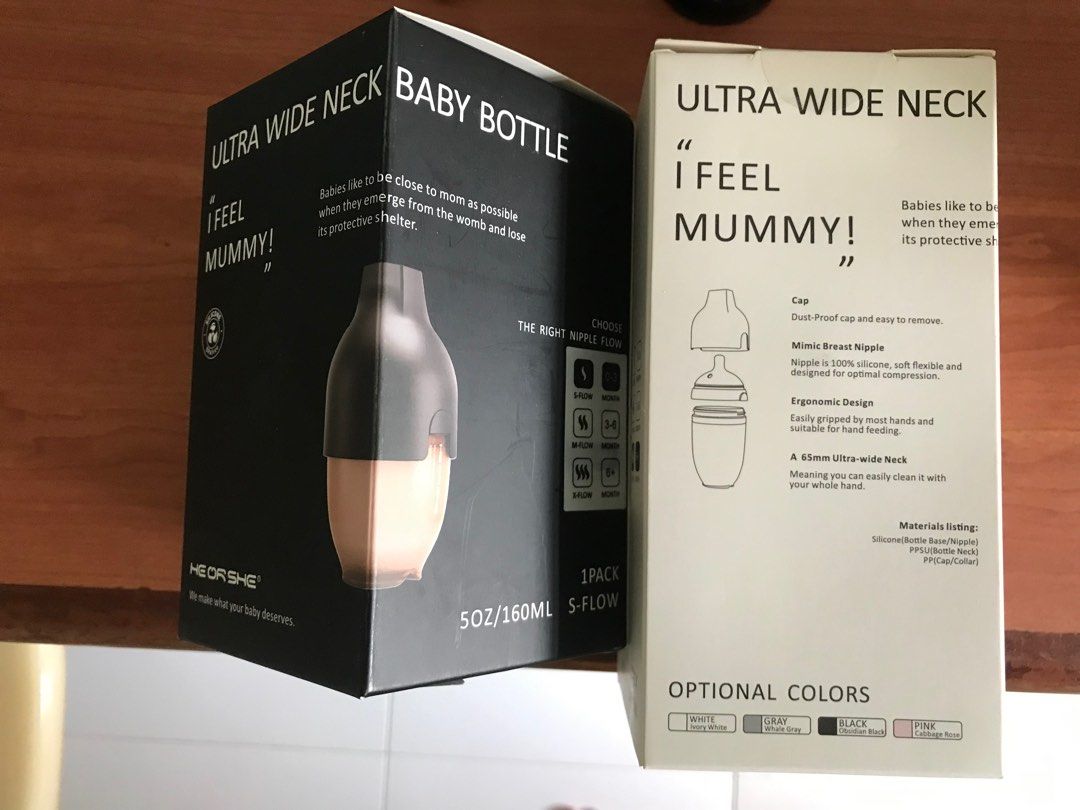 ULTRA WIDE NECK BABY BOTTLE
“
I FEEL
MUMMY!
”
Babies like to be close to mom as possible
when they emerge from the womb and lose
its protective shelter.
CHOOSE
THE RIGHT NIPPLE FLOW
S-FLOW 0-3 MONTH
M-FLOW 3-6 MONTH
X-FLOW 6+ MONTH
HEORSHE®
We make what your baby deserves.
1PACK
5OZ/160ML S-FLOW
ULTRA WIDE NECK
“
I FEEL
MUMMY!
”
Babies like to be
when they eme
its protective sh
Cap
Dust-Proof cap and easy to remove.
Mimic Breast Nipple
Nipple is 100% silicone, soft flexible and
designed for optimal compression.
Ergonomic Design
Easily gripped by most hands and
suitable for hand feeding.
A 65mm Ultra-wide Neck
Meaning you can easily clean it with
your whole hand.
Materials listing:
Silicone(Bottle Base/Nipple)
PPSU(Bottle Neck)
PP(Cap/Collar)
OPTIONAL COLORS
WHITE
Ivory White
GRAY
Whale Gray
BLACK
Obsidian Black
PINK
Cabbage Rose